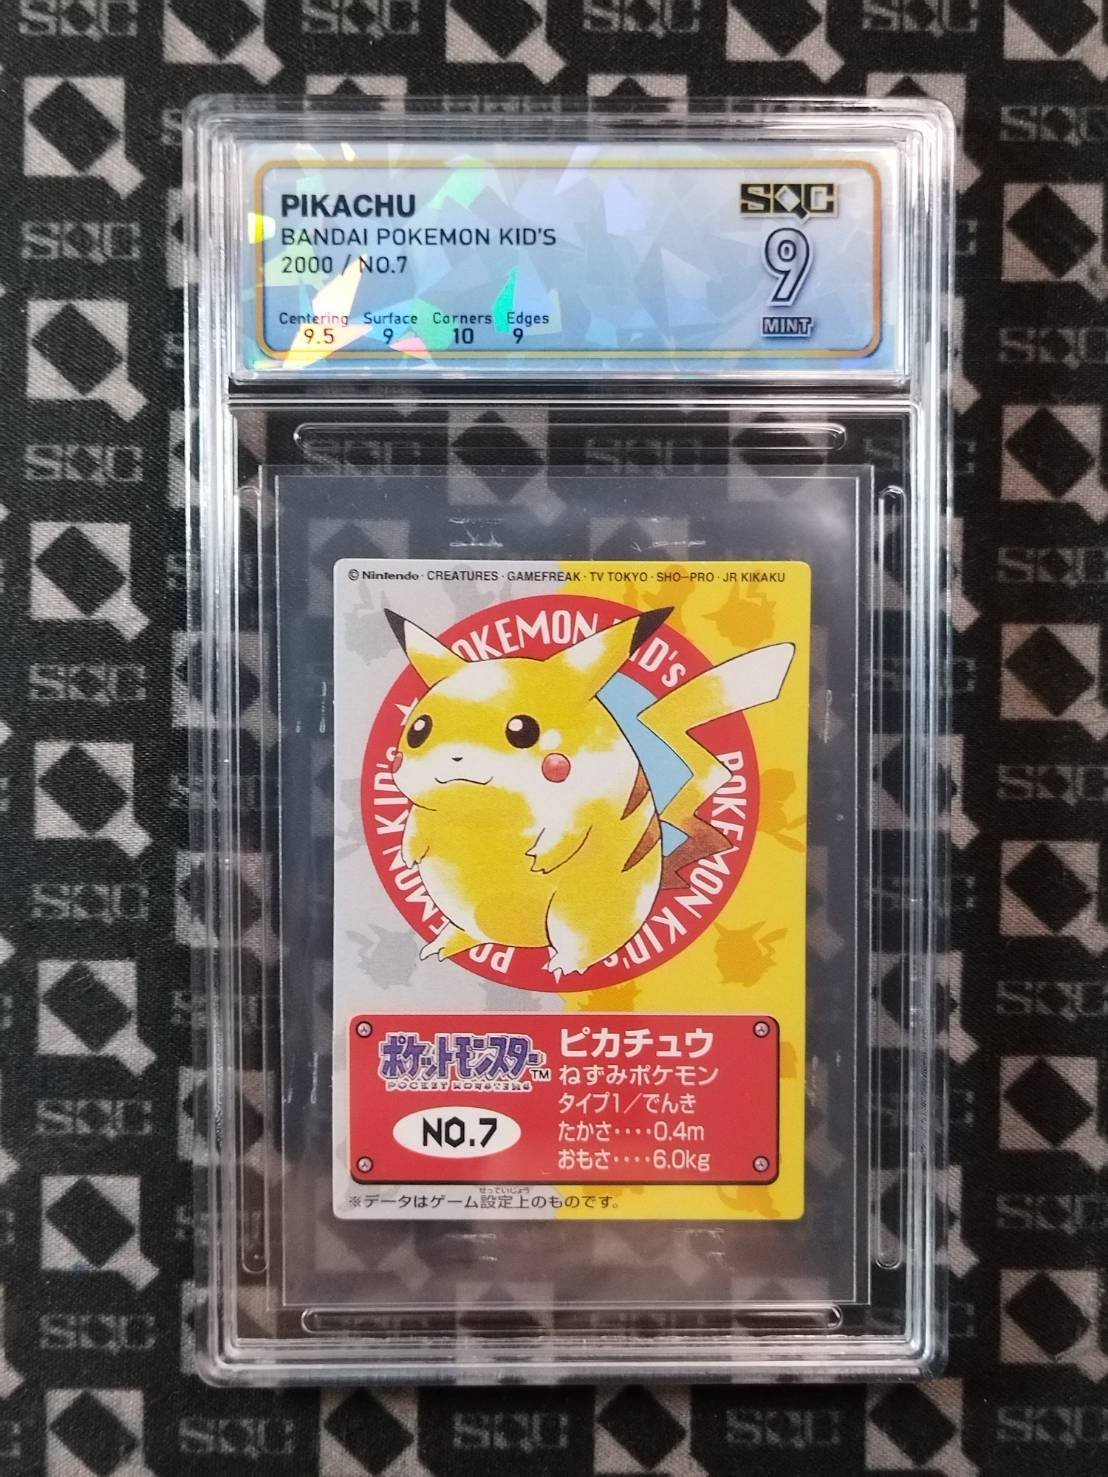 PIKACHU
BANDAI POKEMON KID'S
2000 / NO.7
Centering Surface Corners Edges
9.5 9 10 9
SQC
9
MINT
© Nintendo · CREATURES · GAMEFREAK · TV TOKYO · SHO-PRO · JR KIKAKU
POKEMON KID'S
ポケットモンスター™
POCKET MONSTERS
NO.7
ピカチュウ
ねずみポケモン
タイプ1／でんき
たかさ‥‥0.4m
おもさ‥‥6.0kg
せっていじょう
※データはゲーム設定上のものです。